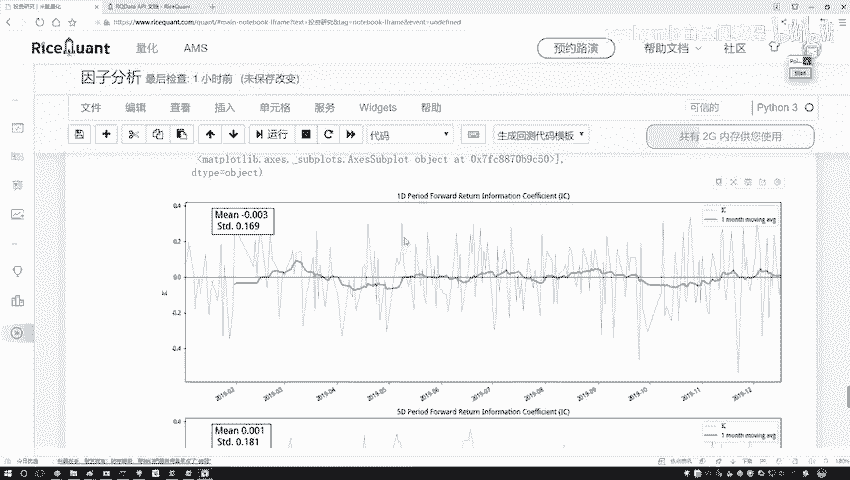 投资研究 | 米筐量化
RQData API 文档 - RiceQuant
https://www.ricequant.com/quant/#main-notebook-iframe?text=投资研究&tag=notebook-iframe&event=undefined
RiceQuant 量化 AMS 预约路演 帮助文档 社区
因子分析 最后检查: 1 小时前 (未保存改变)
文件 编辑 查看 插入 单元格 服务 Widgets 帮助 可信的 Python 3
运行 代码 生成回测代码模板 共有 2G 内存供您使用
<matplotlib.axes._subplots.AxesSubplot object at 0x7fc8870b9c50>],
dtype=object)
1D Period Forward Return Information Coefficient (IC)
Mean -0.003
Std. 0.169
IC
1 month moving avg
0.4
0.2
0.0
-0.2
-0.4
IC
2019-02 2019-03 2019-04 2019-05 2019-06 2019-07 2019-08 2019-09 2019-10 2019-11 2019-12
5D Period Forward Return Information Coefficient (IC)
Mean 0.001
Std. 0.181
IC
1 month moving avg